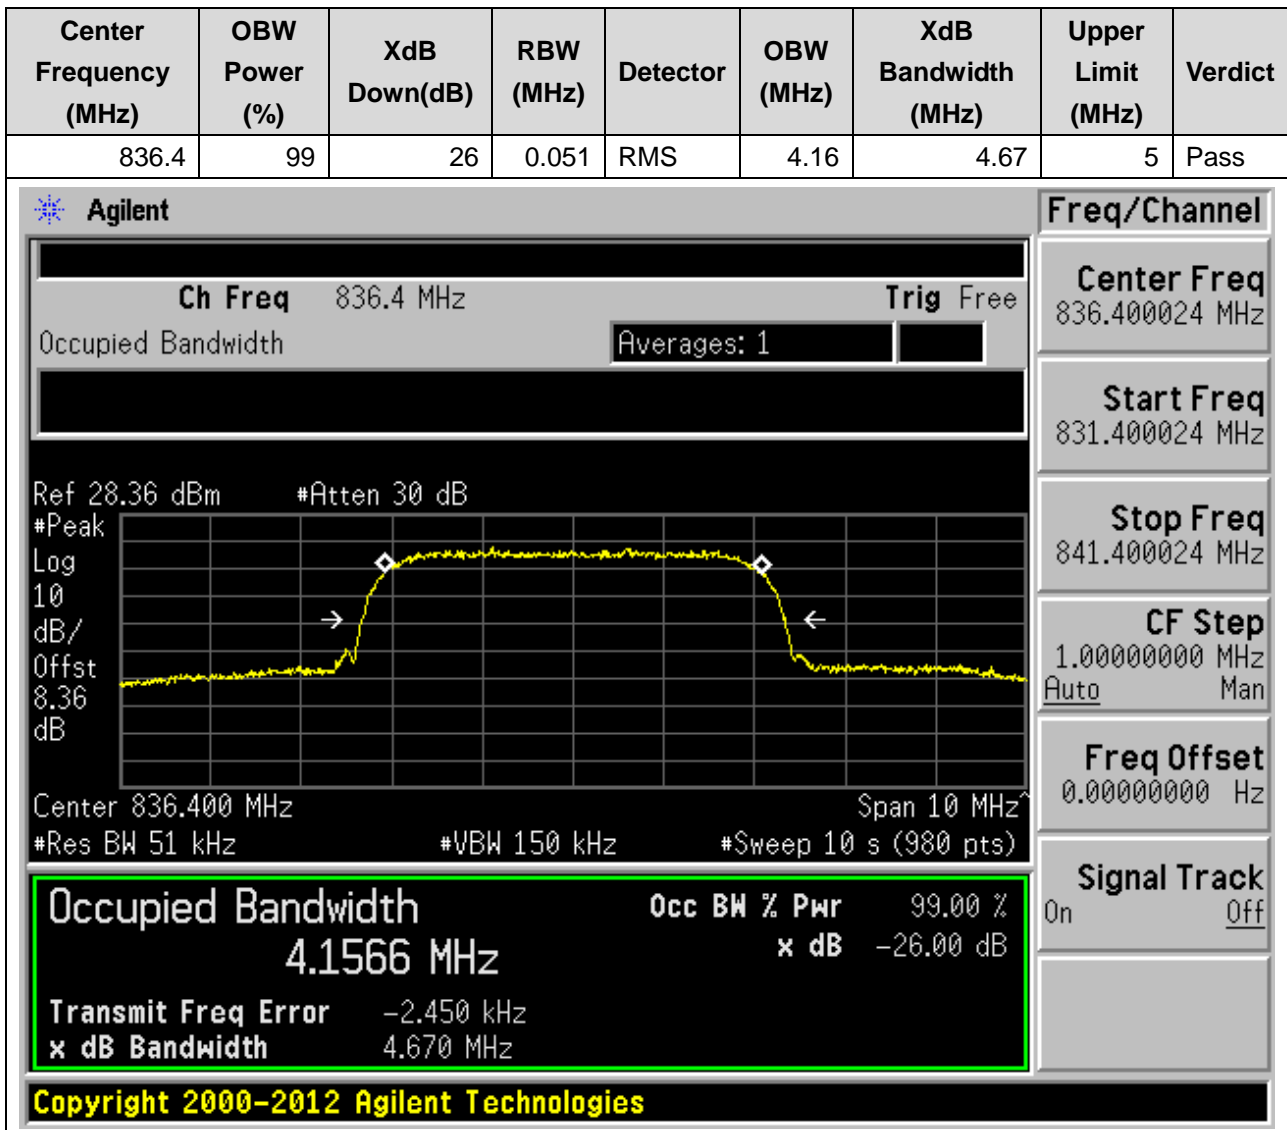 Center Frequency (MHz) OBW Power (%) XdB Down(dB) RBW (MHz) Detector OBW (MHz) XdB Bandwidth (MHz) Upper Limit (MHz) Verdict
836.4 99 26 0.051 RMS 4.16 4.67 5 Pass
Agilent
Freq/Channel
Ch Freq 836.4 MHz Trig Free
Occupied Bandwidth Averages: 1
Center Freq
836.400024 MHz
Start Freq
831.400024 MHz
Stop Freq
841.400024 MHz
CF Step
1.00000000 MHz
Auto Man
Freq Offset
0.00000000 Hz
Signal Track
On Off
Ref 28.36 dBm #Atten 30 dB
#Peak
Log
10
dB/
Offst
8.36
dB
Center 836.400 MHz Span 10 MHz^
#Res BW 51 kHz #VBW 150 kHz #Sweep 10 s (980 pts)
Occupied Bandwidth Occ BW % Pwr 99.00 %
4.1566 MHz x dB -26.00 dB
Transmit Freq Error -2.450 kHz
x dB Bandwidth 4.670 MHz
Copyright 2000-2012 Agilent Technologies